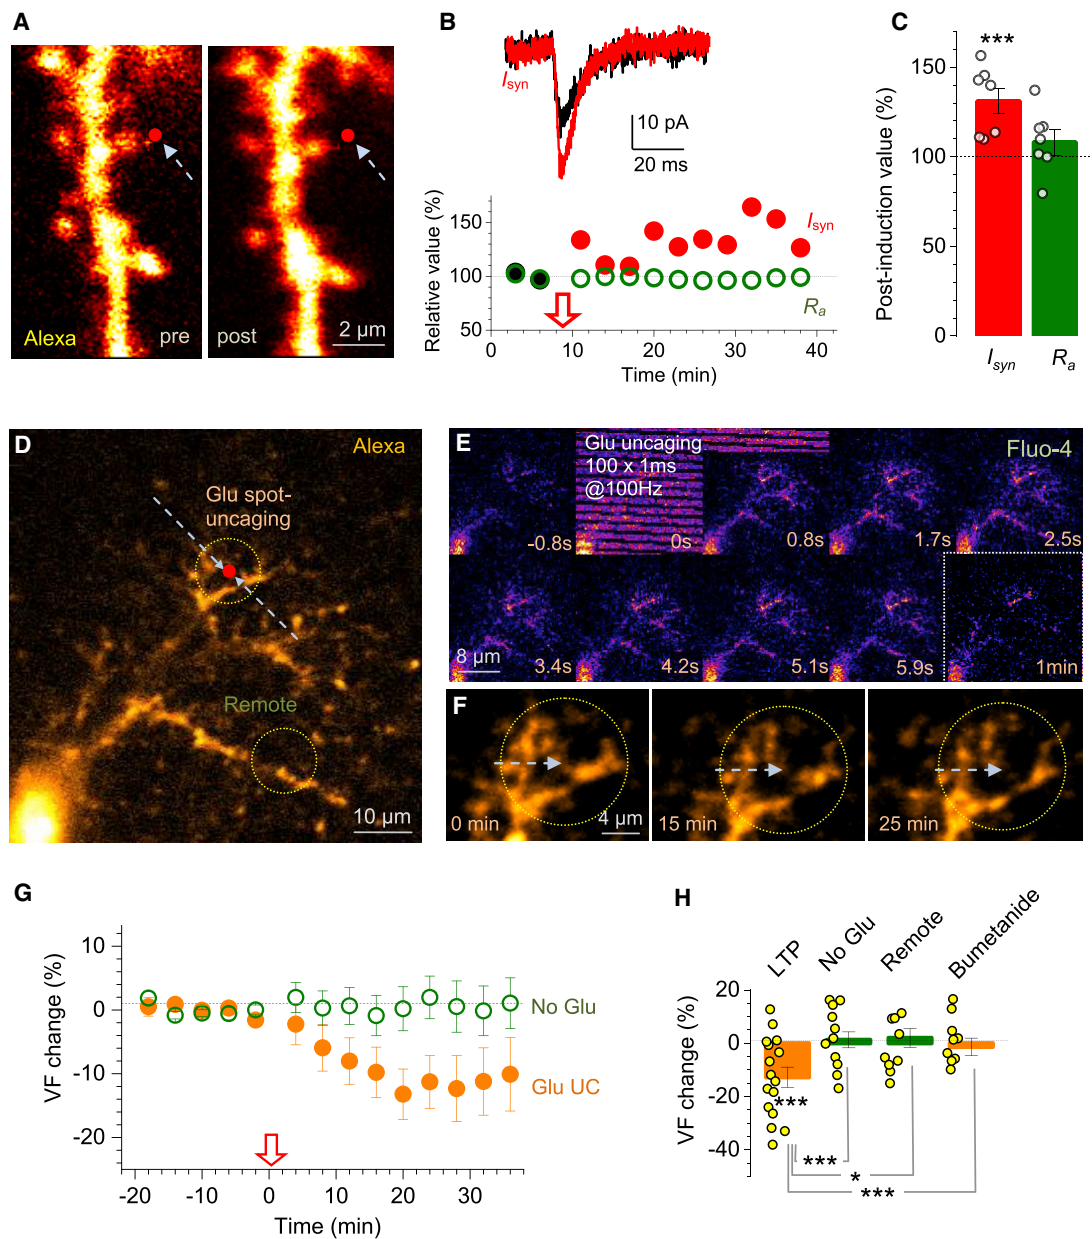 A
Alexa
pre
post
2 µm
B
Isyn
10 pA
20 ms
Relative value (%)
150
100
50
Isyn
Ra
0
10
20
30
40
Time (min)
C
***
Post-induction value (%)
150
100
50
0
Isyn
Ra
D
Alexa
Glu spot-
uncaging
Remote
10 µm
E
Glu uncaging
100 x 1ms
@100Hz
Fluo-4
-0.8s
0s
0.8s
1.7s
2.5s
8 µm
3.4s
4.2s
5.1s
5.9s
1min
F
0 min
4 µm
15 min
25 min
G
VF change (%)
10
0
-10
-20
No Glu
Glu UC
-20
-10
0
10
20
30
Time (min)
H
LTP
No Glu
Remote
Bumetanide
VF change (%)
20
0
-20
-40
***
***
*
***